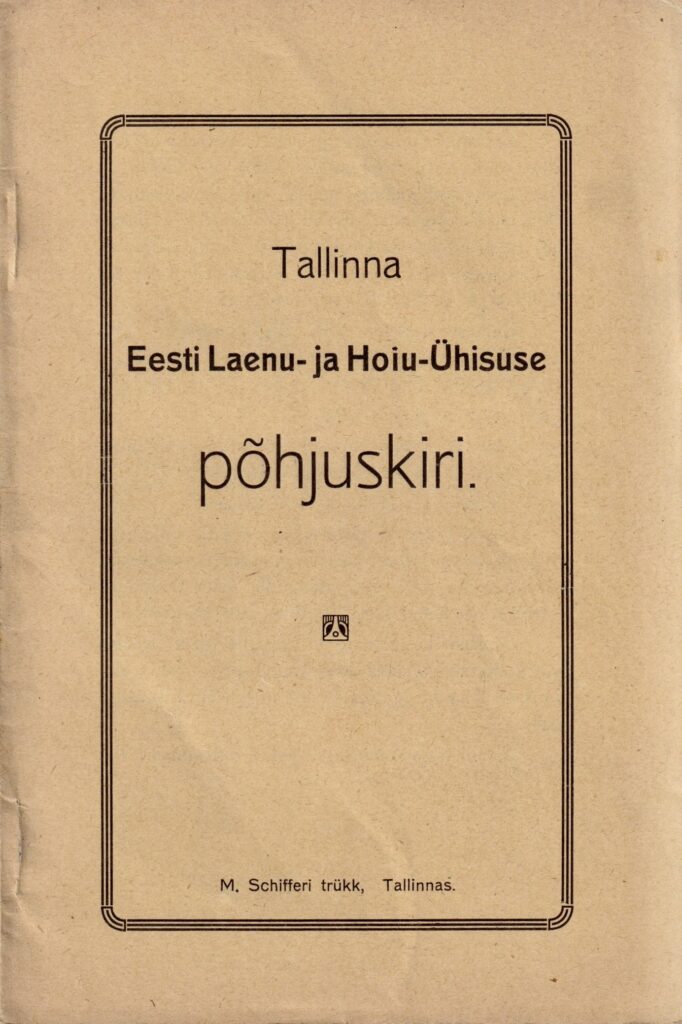 Tallinna
Eesti Laenu- ja Hoiu-Ühisuse
põhjuskiri.
M. Schifferi trükk, Tallinnas.